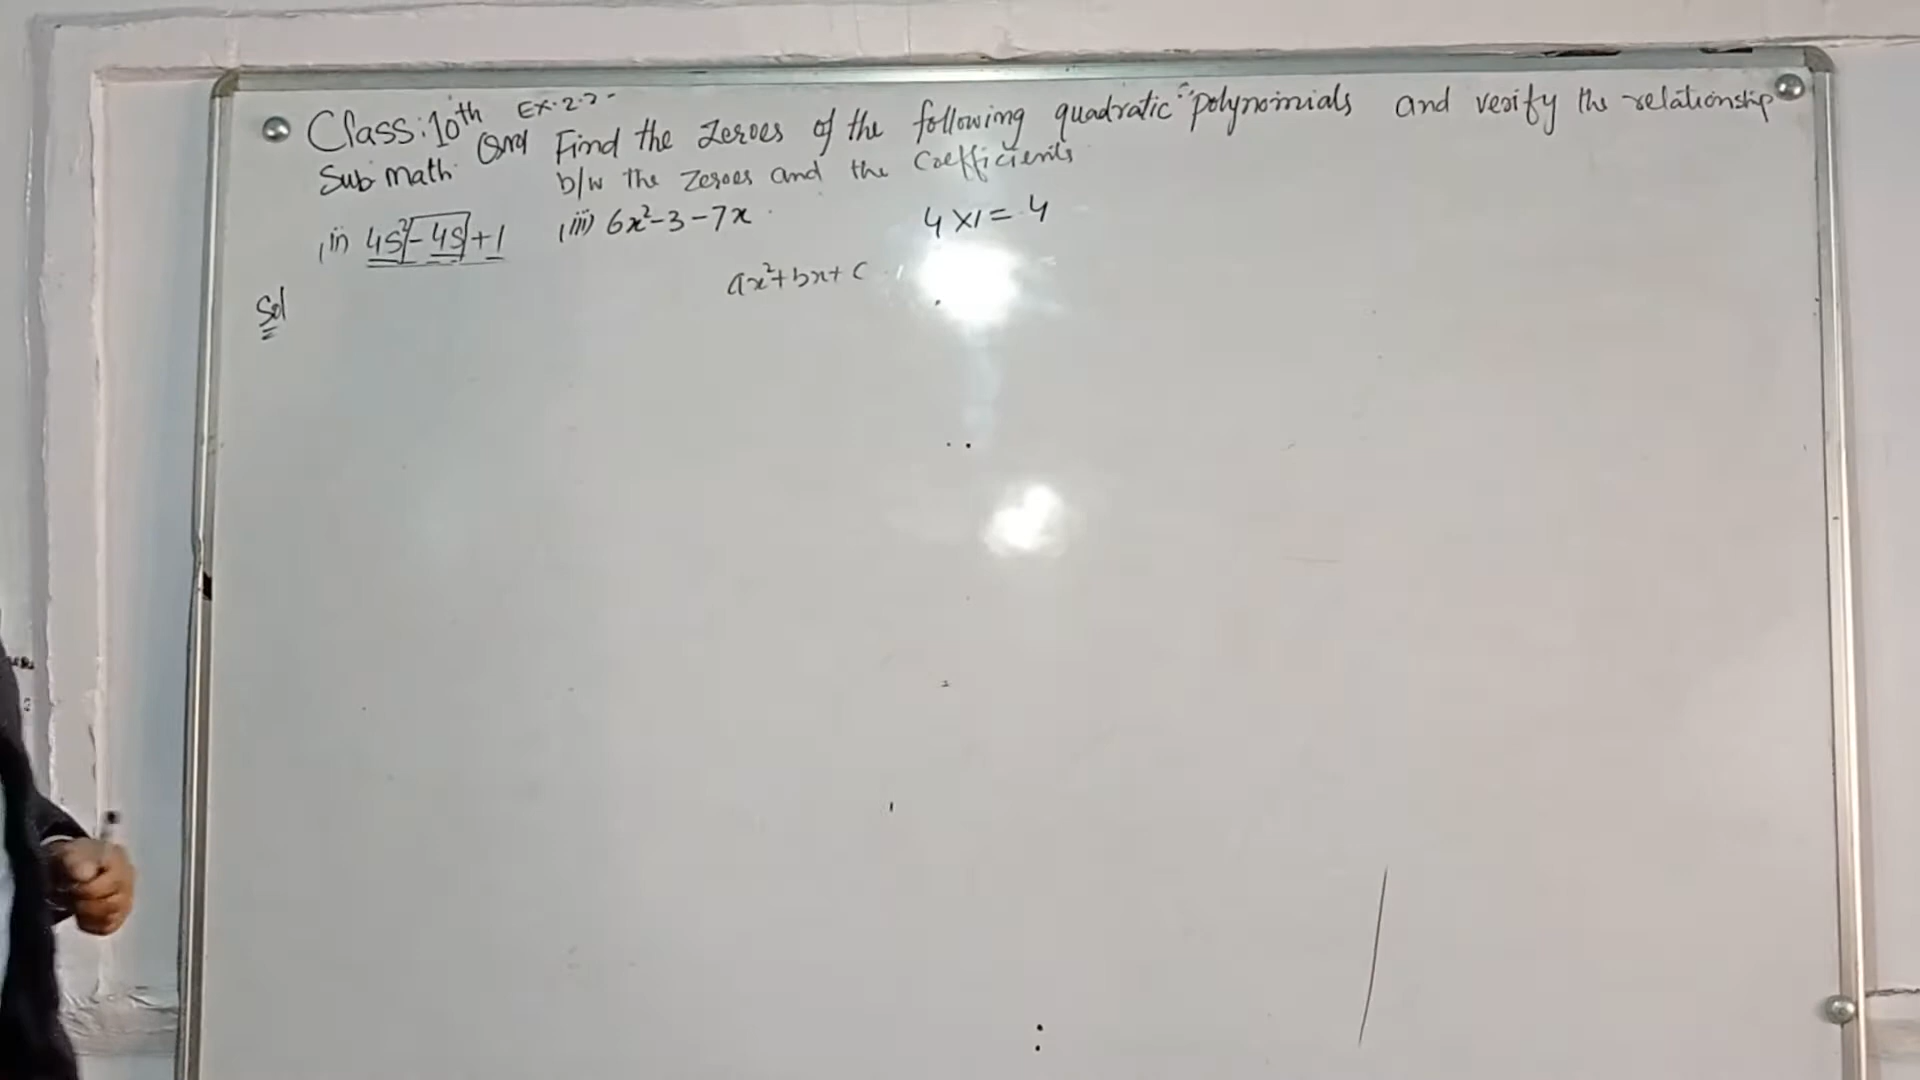 Class: 10th Ex. 2.2
Qnd Find the zeroes of the following quadratic polynomials and verify the relationship
Sub math b/w the zeroes and the Coefficients
(ii) 4s²-4s+1 (iii) 6x²-3-7x 4×1=4
ax²+bx+c
Sol